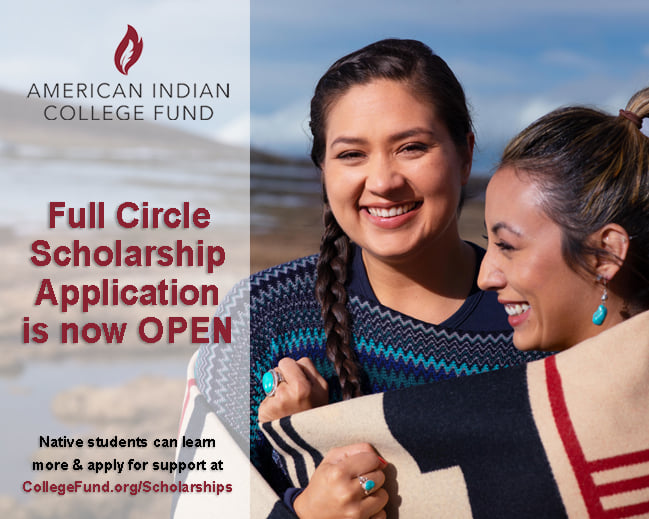 AMERICAN INDIAN
COLLEGE FUND
Full Circle
Scholarship
Application
is now OPEN
Native students can learn
more & apply for support at
CollegeFund.org/Scholarships